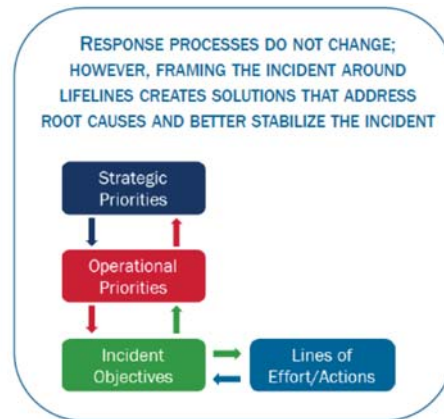 RESPONSE PROCESSES DO NOT CHANGE;
HOWEVER, FRAMING THE INCIDENT AROUND
LIFELINES CREATES SOLUTIONS THAT ADDRESS
ROOT CAUSES AND BETTER STABILIZE THE INCIDENT
Strategic
Priorities
Operational
Priorities
Incident
Objectives
Lines of
Effort/Actions